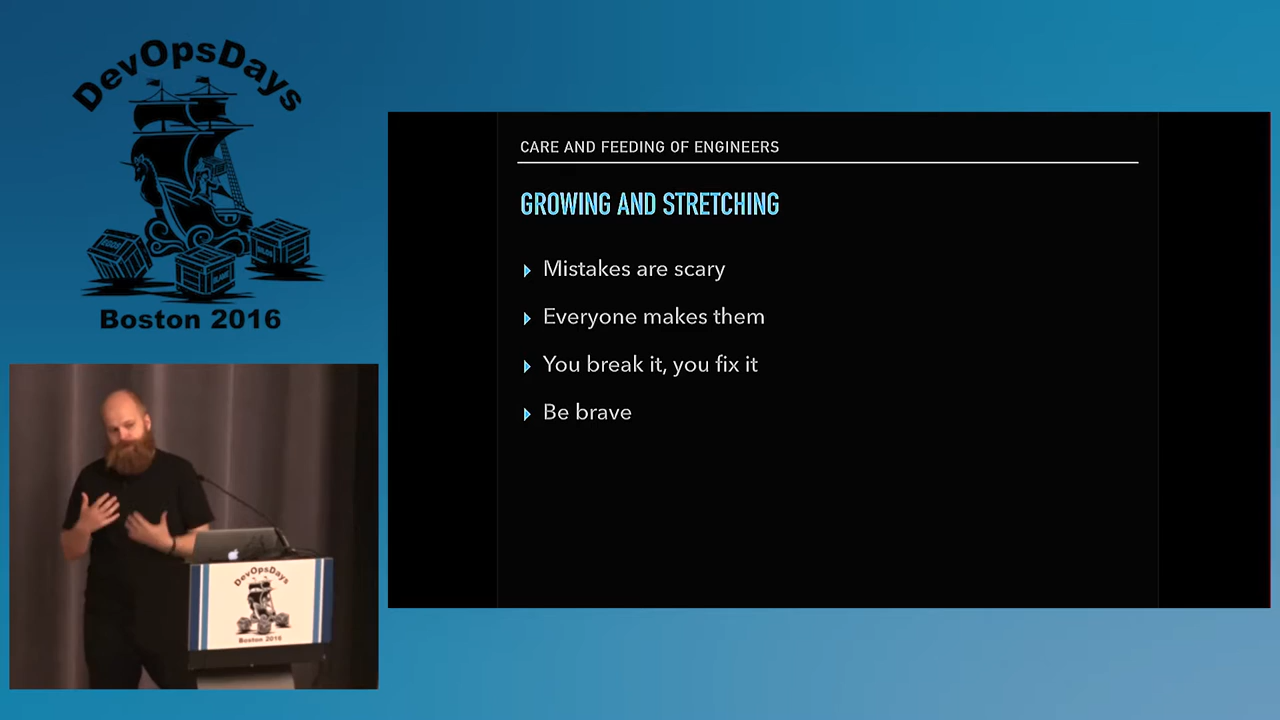 DevOpsDays
Boston 2016
CARE AND FEEDING OF ENGINEERS
GROWING AND STRETCHING
Mistakes are scary
Everyone makes them
You break it, you fix it
Be brave
DevOpsDays
Boston 2016